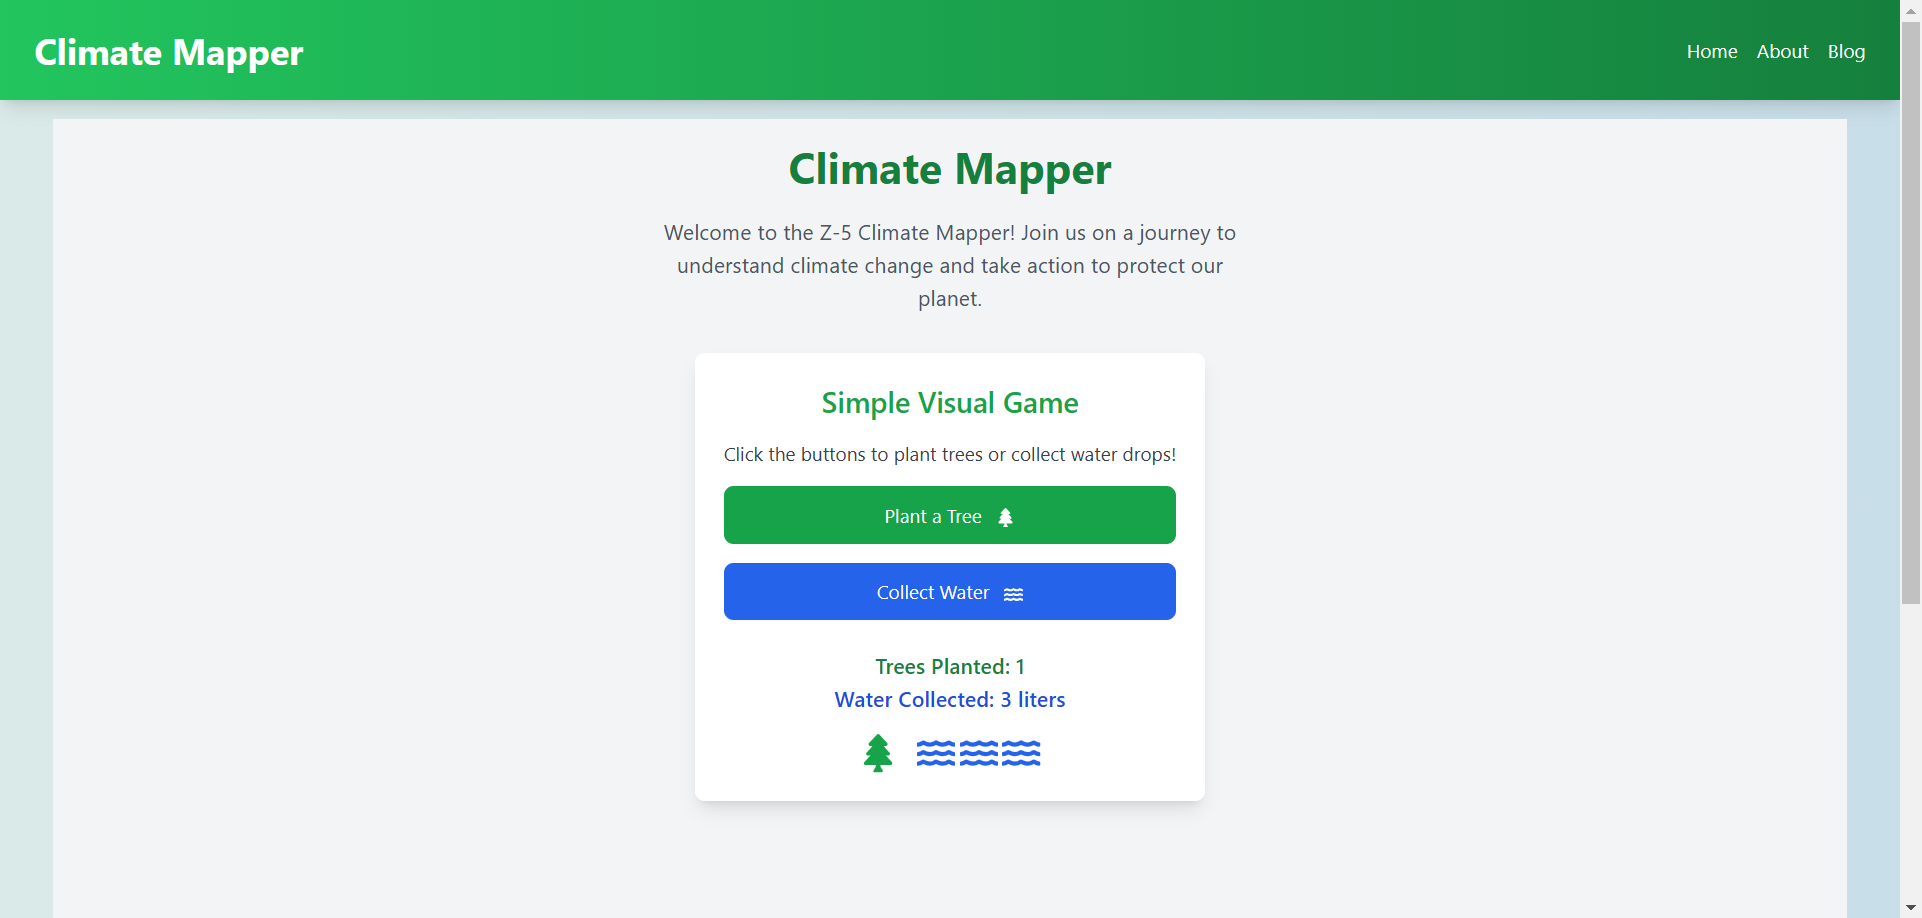 Climate Mapper
Home About Blog
Climate Mapper
Welcome to the Z-5 Climate Mapper! Join us on a journey to
understand climate change and take action to protect our
planet.
Simple Visual Game
Click the buttons to plant trees or collect water drops!
Plant a Tree
Collect Water
Trees Planted: 1
Water Collected: 3 liters